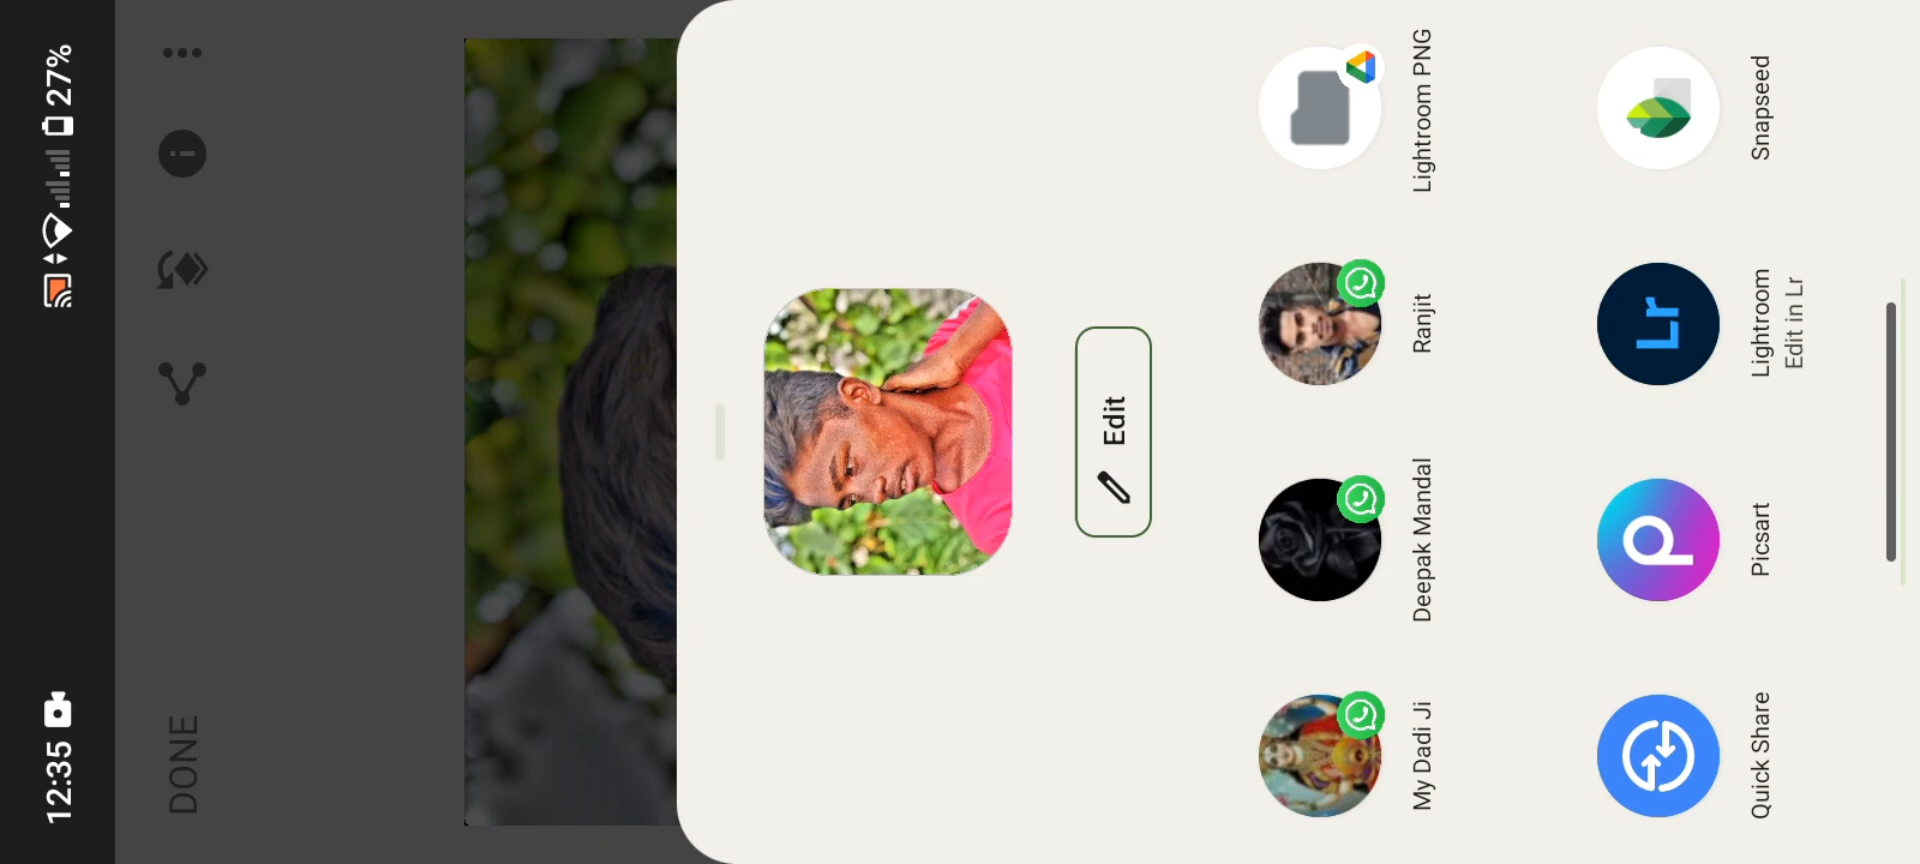 12:35
27%
DONE
Edit
My Dadi Ji
Deepak Mandal
Ranjit
Lightroom PNG
Quick Share
Picsart
Lr
Lightroom
Edit in Lr
Snapseed